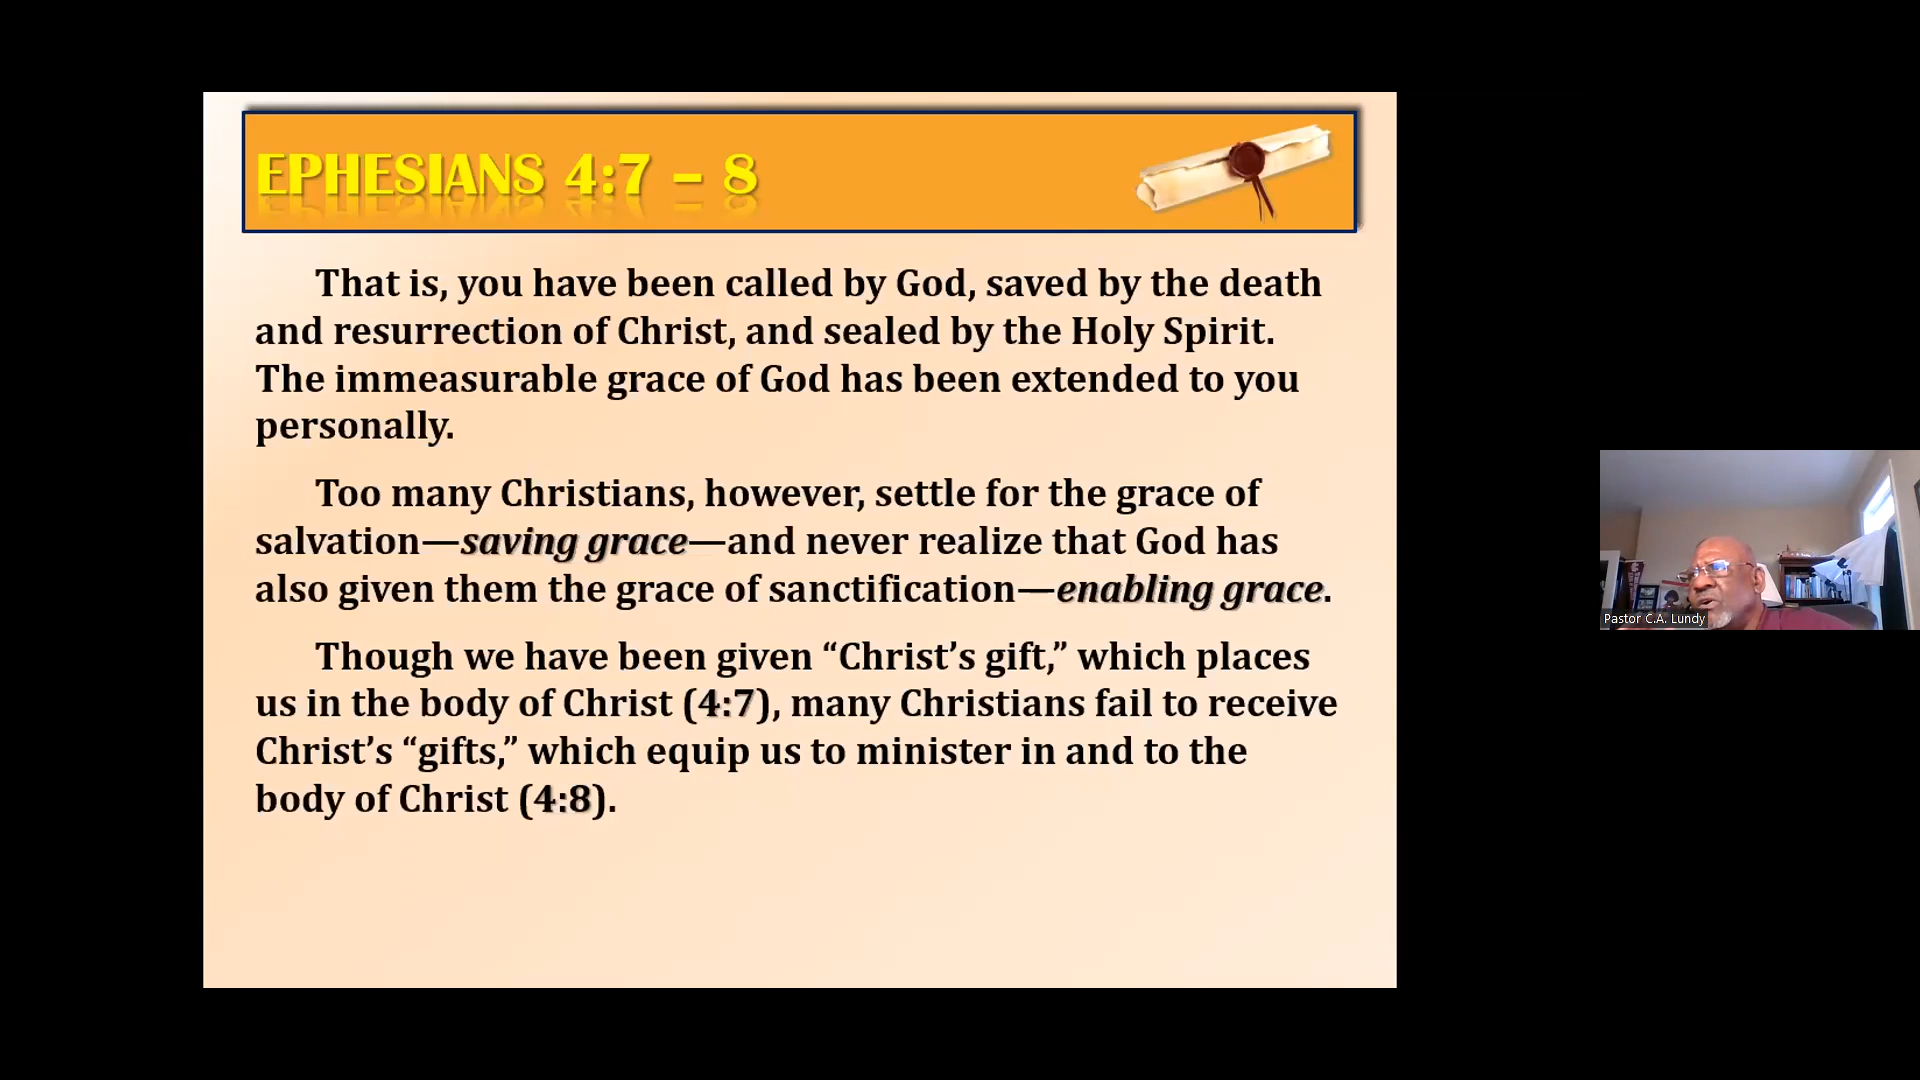 EPHESIANS 4:7 – 8
That is, you have been called by God, saved by the death
and resurrection of Christ, and sealed by the Holy Spirit.
The immeasurable grace of God has been extended to you
personally.
Too many Christians, however, settle for the grace of
salvation—saving grace—and never realize that God has
also given them the grace of sanctification—enabling grace.
Though we have been given “Christ’s gift,” which places
us in the body of Christ (4:7), many Christians fail to receive
Christ’s “gifts,” which equip us to minister in and to the
body of Christ (4:8).
Pastor C.A. Lundy